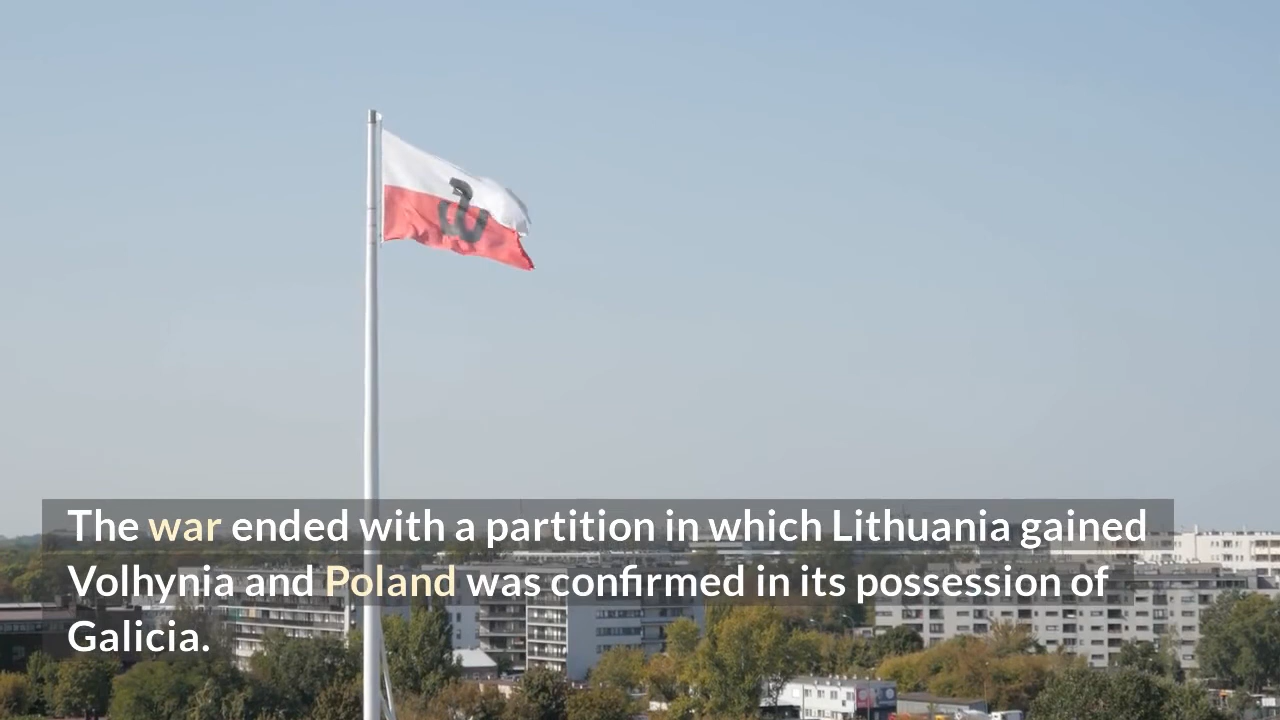 The war ended with a partition in which Lithuania gained
Volhynia and Poland was confirmed in its possession of
Galicia.